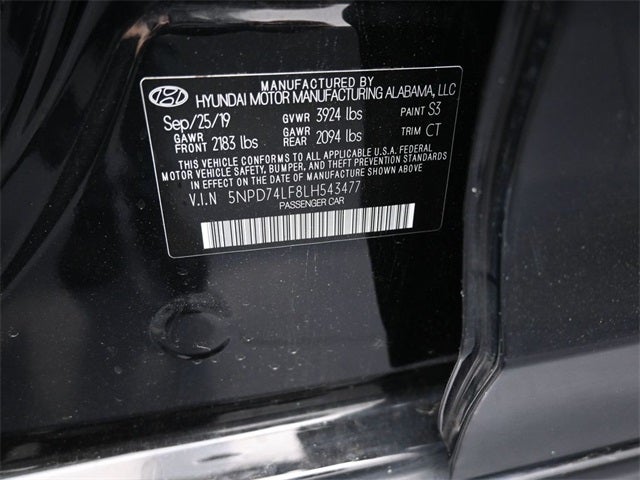 MANUFACTURED BY
HYUNDAI MOTOR MANUFACTURING ALABAMA, LLC
Sep/25/19 GVWR 3924 lbs PAINT S3
GAWR FRONT 2183 lbs GAWR REAR 2094 lbs TRIM CT
THIS VEHICLE CONFORMS TO ALL APPLICABLE U.S.A. FEDERAL
MOTOR VEHICLE SAFETY, BUMPER, AND THEFT PREVENTION STANDARDS
IN EFFECT ON THE DATE OF MANUFACTURE SHOWN ABOVE.
V.I.N 5NPD74LF8LH543477
PASSENGER CAR